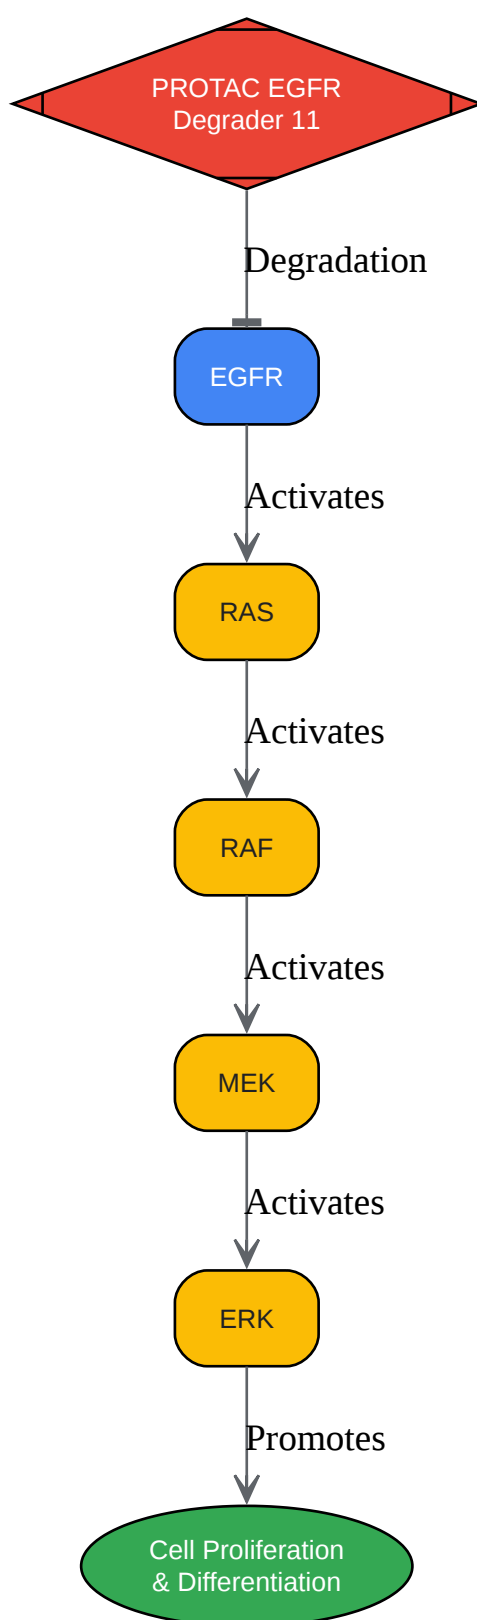 PROTAC EGFR
Degrader 11
Degradation
EGFR
Activates
RAS
Activates
RAF
Activates
MEK
Activates
ERK
Promotes
Cell Proliferation
& Differentiation